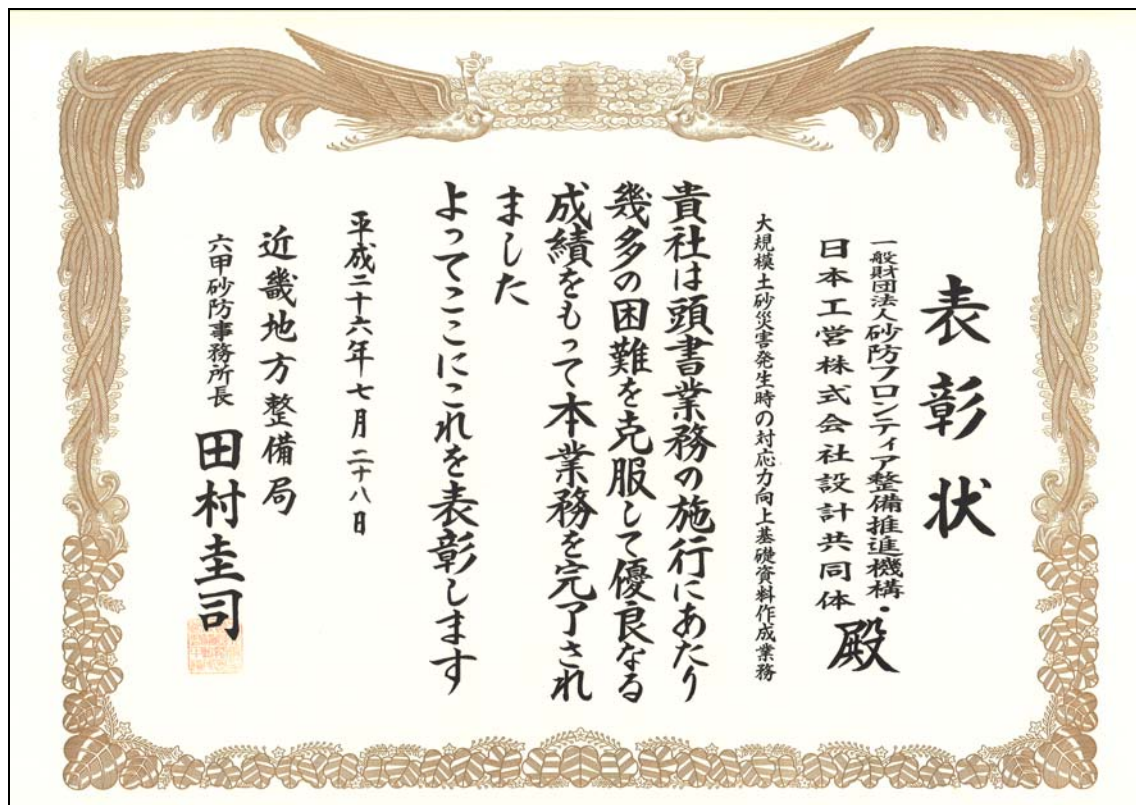 表彰状
一般財団法人砂防フロンティア整備推進機構・
日本工営株式会社設計共同体 殿
大規模土砂災害発生時の対応力向上基礎資料作成業務
貴社は頭書業務の施行にあたり
幾多の困難を克服して優良なる
成績をもって本業務を完了され
ました
よってここにこれを表彰します
平成二十六年七月二十八日
近畿地方整備局
六甲砂防事務所長 田村圭司